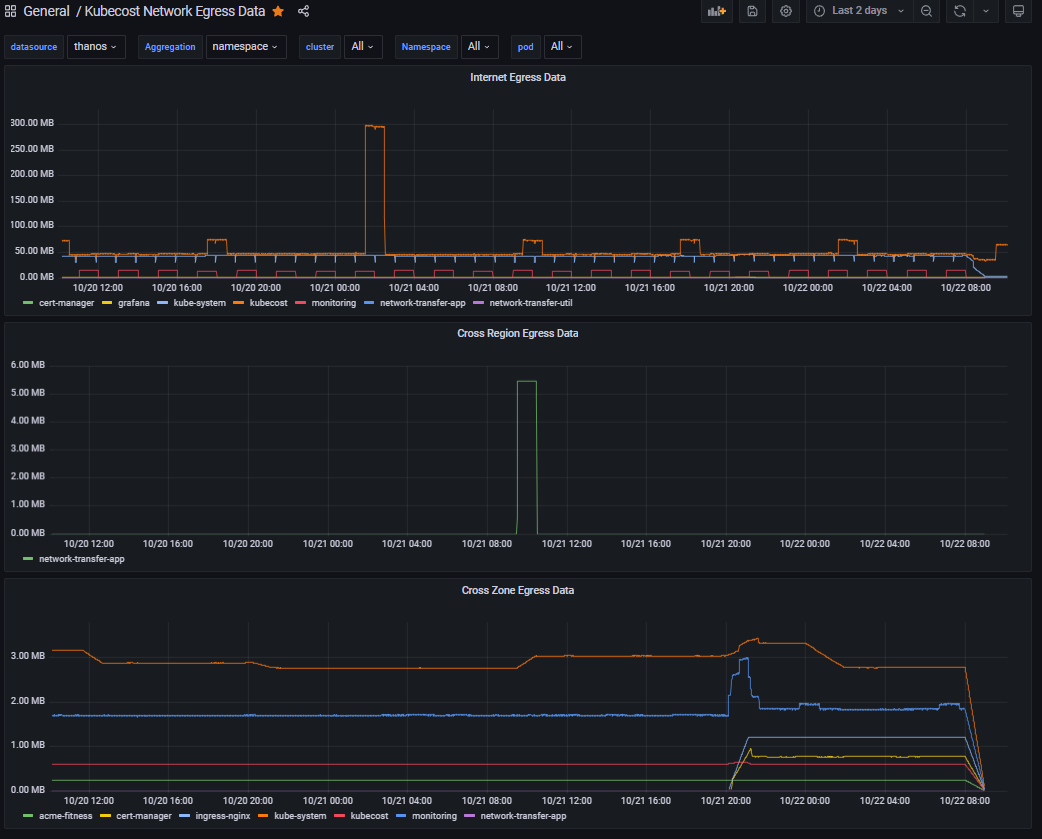 General / Kubecost Network Egress Data
Last 2 days
datasource thanos Aggregation namespace cluster All Namespace All pod All
Internet Egress Data
300.00 MB
250.00 MB
200.00 MB
150.00 MB
100.00 MB
50.00 MB
0.00 MB
10/20 12:00 10/20 16:00 10/20 20:00 10/21 00:00 10/21 04:00 10/21 08:00 10/21 12:00 10/21 16:00 10/21 20:00 10/22 00:00 10/22 04:00 10/22 08:00
cert-manager grafana kube-system kubecost monitoring network-transfer-app network-transfer-util
Cross Region Egress Data
6.00 MB
5.00 MB
4.00 MB
3.00 MB
2.00 MB
1.00 MB
0.00 MB
10/20 12:00 10/20 16:00 10/20 20:00 10/21 00:00 10/21 04:00 10/21 08:00 10/21 12:00 10/21 16:00 10/21 20:00 10/22 00:00 10/22 04:00 10/22 08:00
network-transfer-app
Cross Zone Egress Data
3.00 MB
2.00 MB
1.00 MB
0.00 MB
10/20 12:00 10/20 16:00 10/20 20:00 10/21 00:00 10/21 04:00 10/21 08:00 10/21 12:00 10/21 16:00 10/21 20:00 10/22 00:00 10/22 04:00 10/22 08:00
acme-fitness cert-manager ingress-nginx kube-system kubecost monitoring network-transfer-app